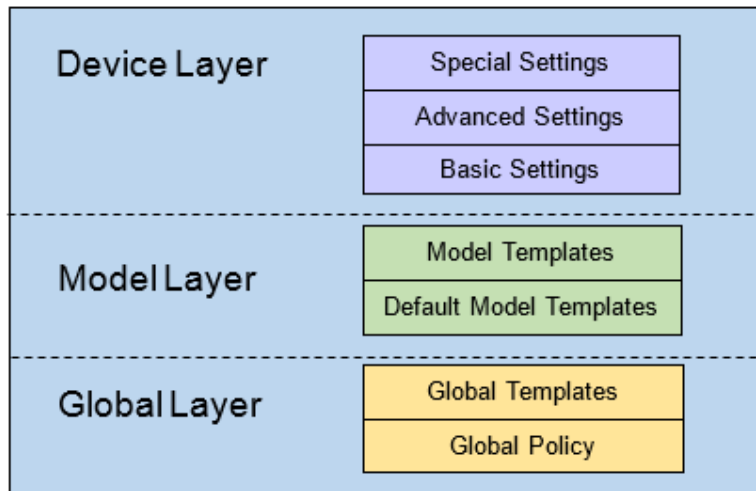 Device Layer
Special Settings
Advanced Settings
Basic Settings
Model Layer
Model Templates
Default Model Templates
Global Layer
Global Templates
Global Policy